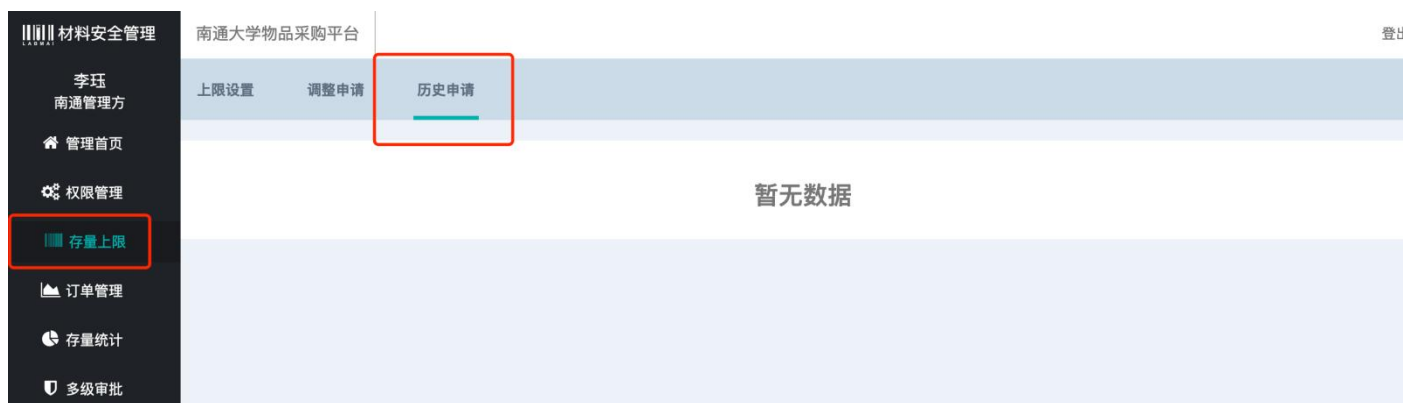 材料安全管理
LABMAI
南通大学物品采购平台
登出
李珏
南通管理方
上限设置
调整申请
历史申请
管理首页
权限管理
存量上限
订单管理
存量统计
多级审批
暂无数据